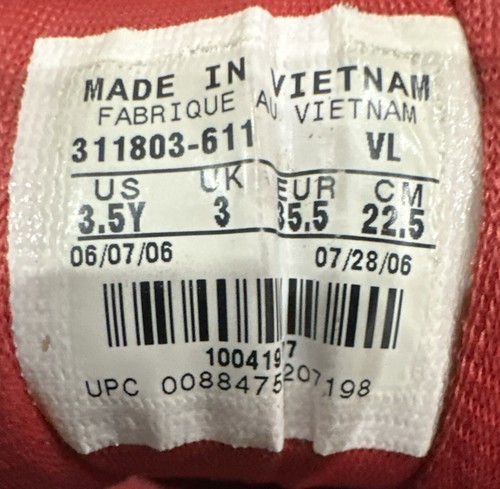 MADE IN VIETNAM
FABRIQUE AU VIETNAM
311803-611 VL
US UK EUR CM
3.5Y 3 35.5 22.5
06/07/06 07/28/06
UPC 0088475207198